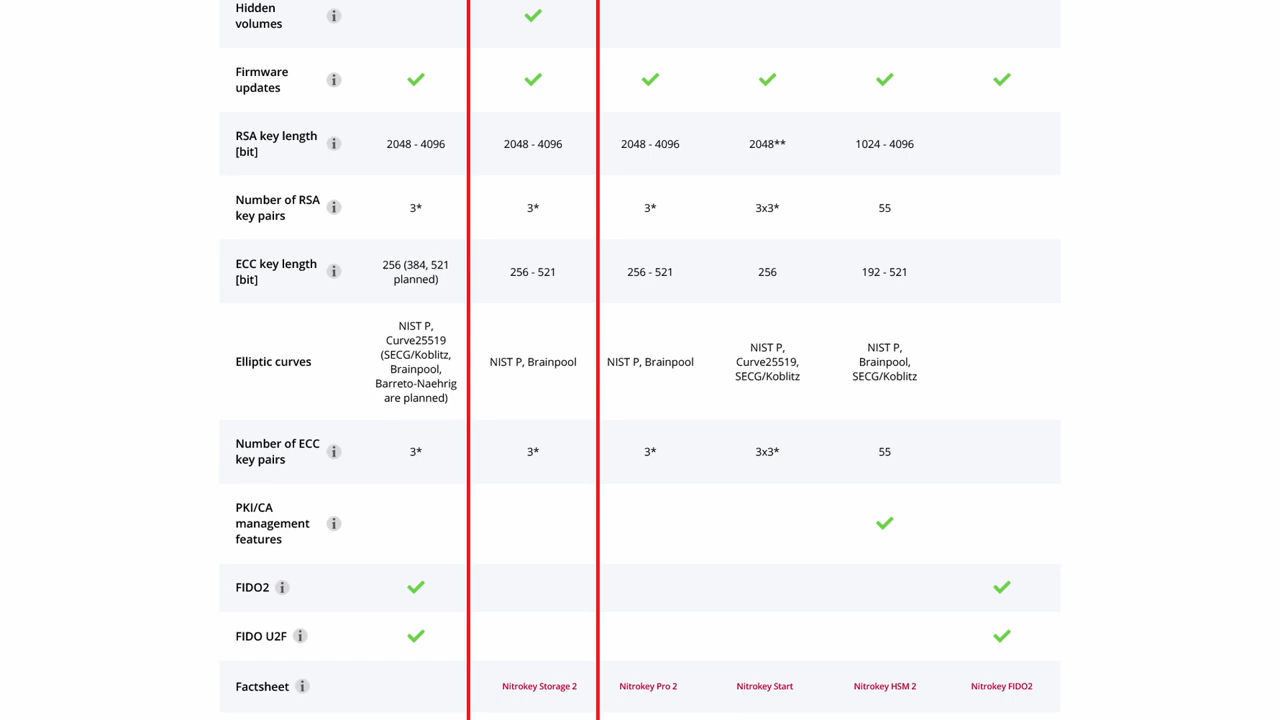 Hidden
volumes
Firmware
updates
RSA key length
[bit]
2048 - 4096
2048 - 4096
2048 - 4096
2048**
1024 - 4096
Number of RSA
key pairs
3*
3*
3*
3x3*
55
ECC key length
[bit]
256 (384, 521
planned)
256 - 521
256 - 521
256
192 - 521
Elliptic curves
NIST P,
Curve25519
(SECG/Koblitz,
Brainpool,
Barreto-Naehrig
are planned)
NIST P, Brainpool
NIST P, Brainpool
NIST P,
Curve25519,
SECG/Koblitz
NIST P,
Brainpool,
SECG/Koblitz
Number of ECC
key pairs
3*
3*
3*
3x3*
55
PKI/CA
management
features
FIDO2
FIDO U2F
Factsheet
Nitrokey Storage 2
Nitrokey Pro 2
Nitrokey Start
Nitrokey HSM 2
Nitrokey FIDO2